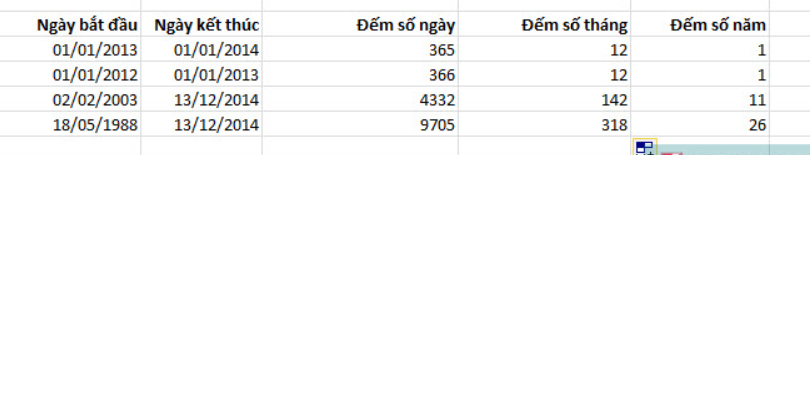 Ngày bắt đầu Ngày kết thúc Đếm số ngày Đếm số tháng Đếm số năm
01/01/2013 01/01/2014 365 12 1
01/01/2012 01/01/2013 366 12 1
02/02/2003 13/12/2014 4332 142 11
18/05/1988 13/12/2014 9705 318 26